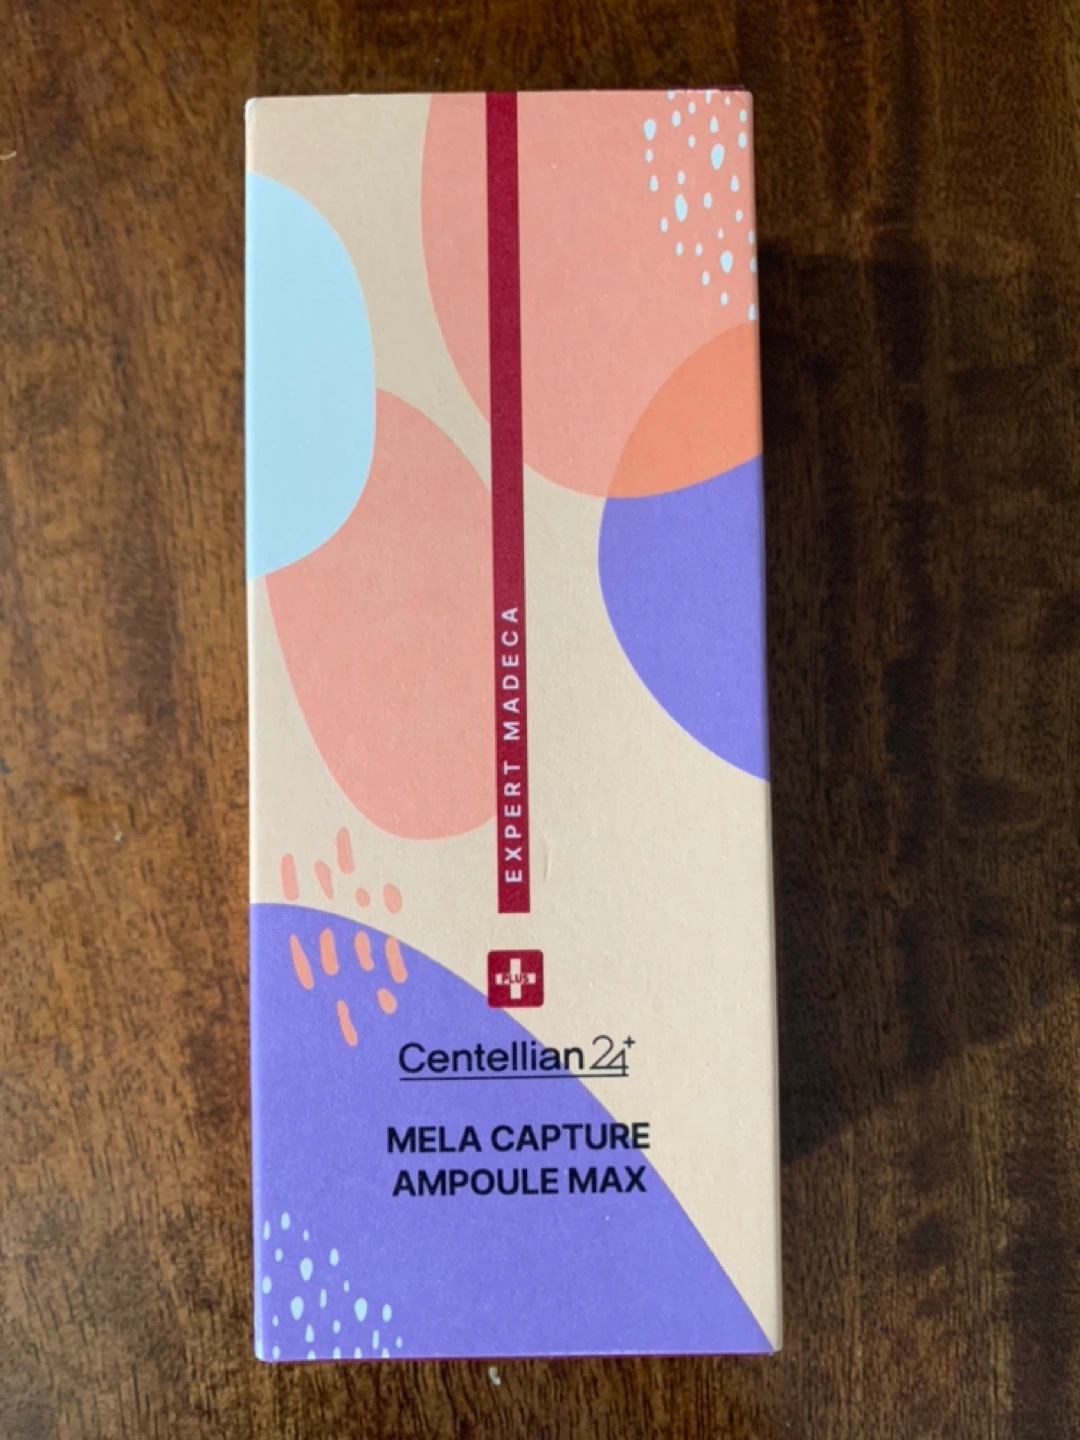 EXPERT MADECA
PLUS
Centellian24+
MELA CAPTURE
AMPOULE MAX